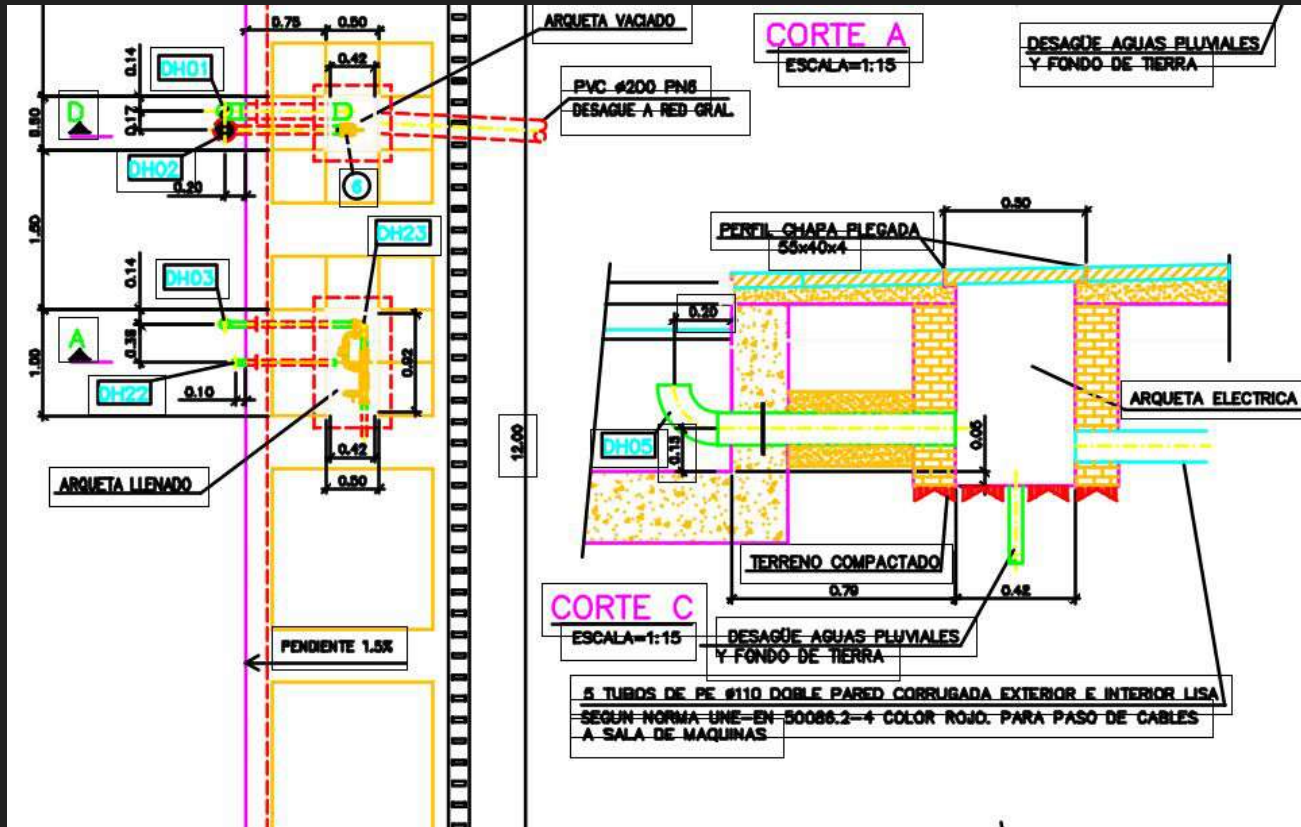 0.75
0.50
ARQUETA VACIADO
CORTE A
ESCALA=1:15
DESAGÜE AGUAS PLUVIALES
Y FONDO DE TIERRA
0.14
DH01
0.42
PVC ø200 PN6
DESAGUE A RED GRAL.
D
D
0.50
0.17
DH02
0.20
6
1.50
DH23
0.14
DH03
A
0.38
1.00
DH22
0.10
0.92
0.42
0.50
ARQUETA LLENADO
12.00
PENDIENTE 1.5%
0.50
PERFIL CHAPA PLEGADA
55x40x4
0.20
ARQUETA ELECTRICA
DH05
0.15
0.05
TERRENO COMPACTADO
0.79
0.42
CORTE C
ESCALA=1:15
DESAGÜE AGUAS PLUVIALES
Y FONDO DE TIERRA
5 TUBOS DE PE ø110 DOBLE PARED CORRUGADA EXTERIOR E INTERIOR LISA
SEGUN NORMA UNE-EN 50086.2-4 COLOR ROJO. PARA PASO DE CABLES
A SALA DE MAQUINAS